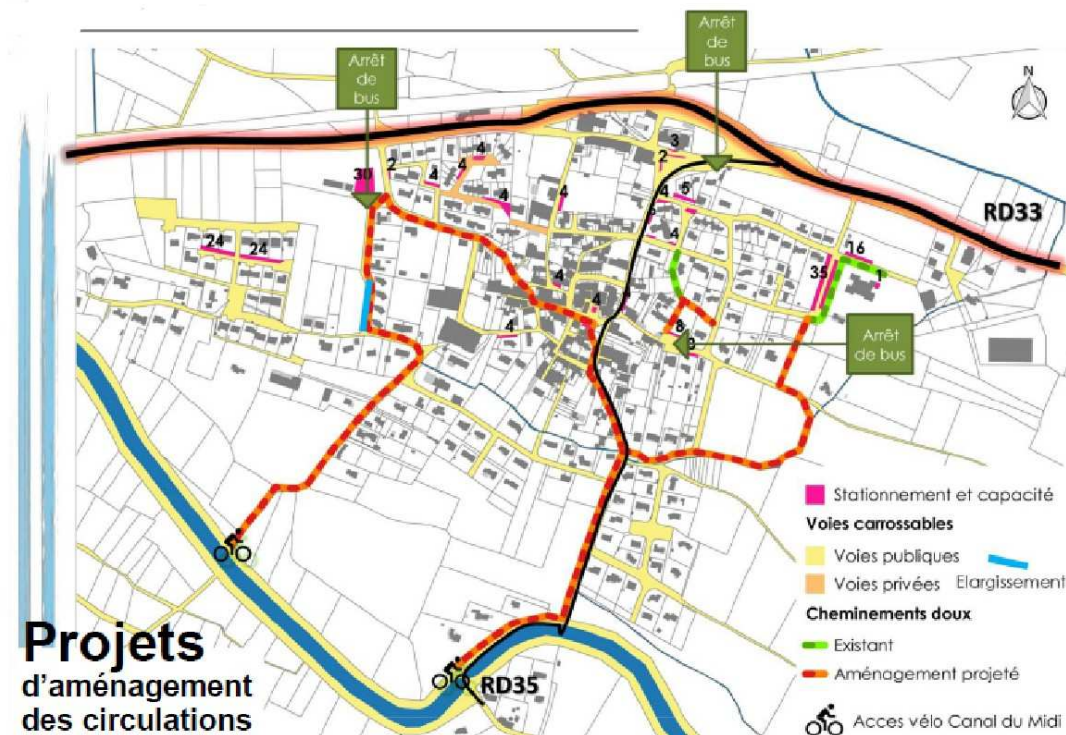 Arrêt
de
bus
Arrêt
de
bus
N
3
2
2
4
4
4
30
4
4
4
5
RD33
4
24
24
16
35
1
4
4
8
4
Arrêt
de bus
Stationnement et capacité
Voies carrossables
Voies publiques
Elargissement
Voies privées
Cheminements doux
Existant
Aménagement projeté
Acces vélo Canal du Midi
RD35
Projets
d'aménagement
des circulations